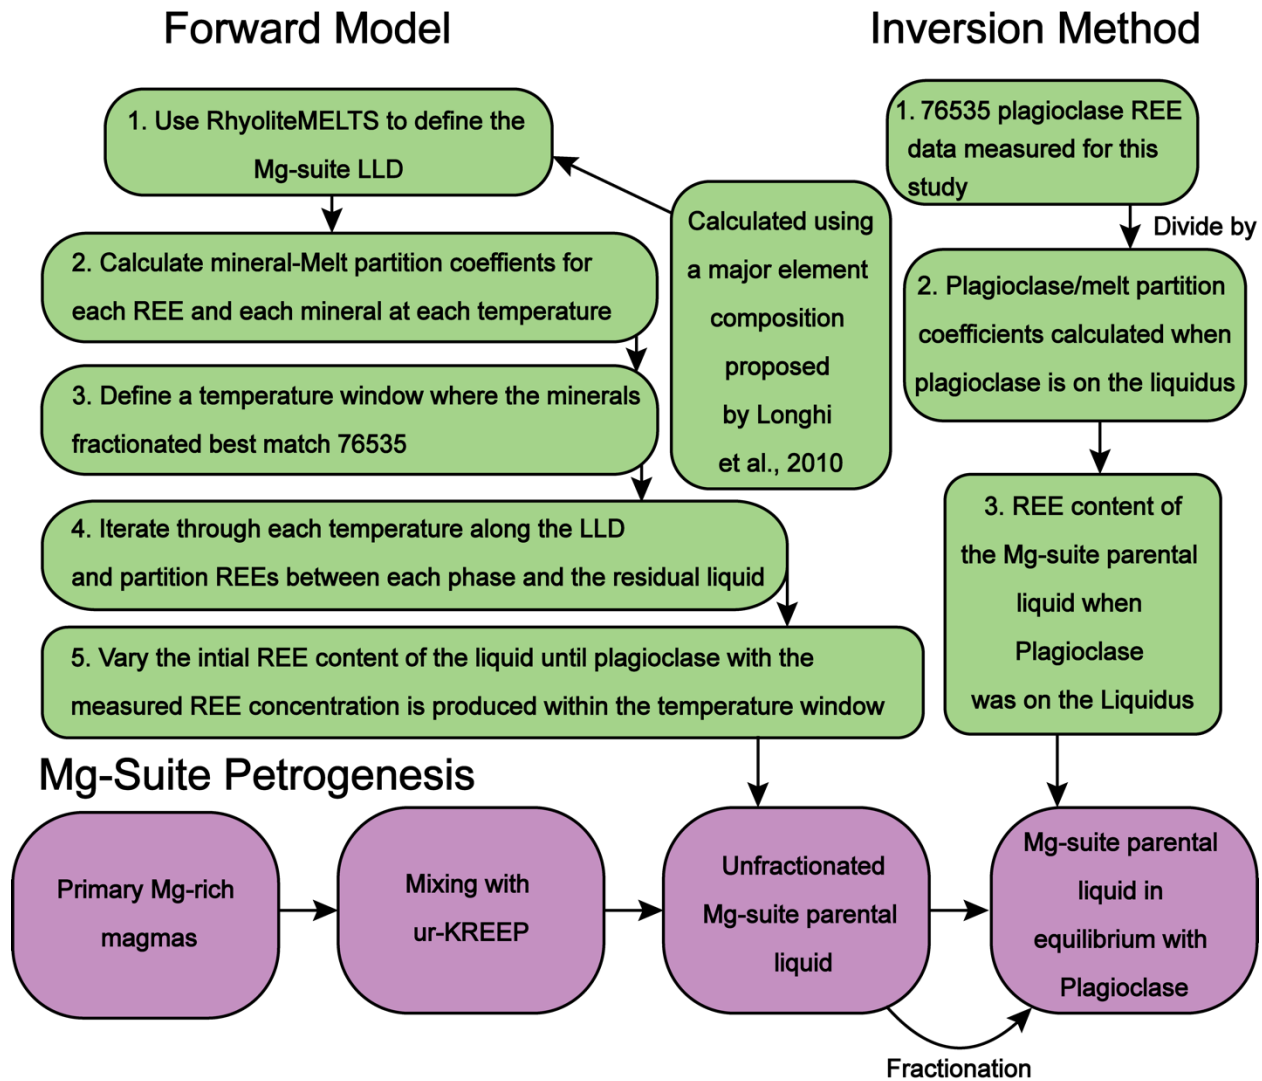 Forward Model
1. Use RhyoliteMELTS to define the
Mg-suite LLD
2. Calculate mineral-Melt partition coeffients for
each REE and each mineral at each temperature
3. Define a temperature window where the minerals
fractionated best match 76535
4. Iterate through each temperature along the LLD
and partition REEs between each phase and the residual liquid
5. Vary the intial REE content of the liquid until plagioclase with the
measured REE concentration is produced within the temperature window
Calculated using
a major element
composition
proposed
by Longhi
et al., 2010
Inversion Method
1. 76535 plagioclase REE
data measured for this
study
Divide by
2. Plagioclase/melt partition
coefficients calculated when
plagioclase is on the liquidus
3. REE content of
the Mg-suite parental
liquid when
Plagioclase
was on the Liquidus
Mg-Suite Petrogenesis
Primary Mg-rich
magmas
Mixing with
ur-KREEP
Unfractionated
Mg-suite parental
liquid
Mg-suite parental
liquid in
equilibrium with
Plagioclase
Fractionation